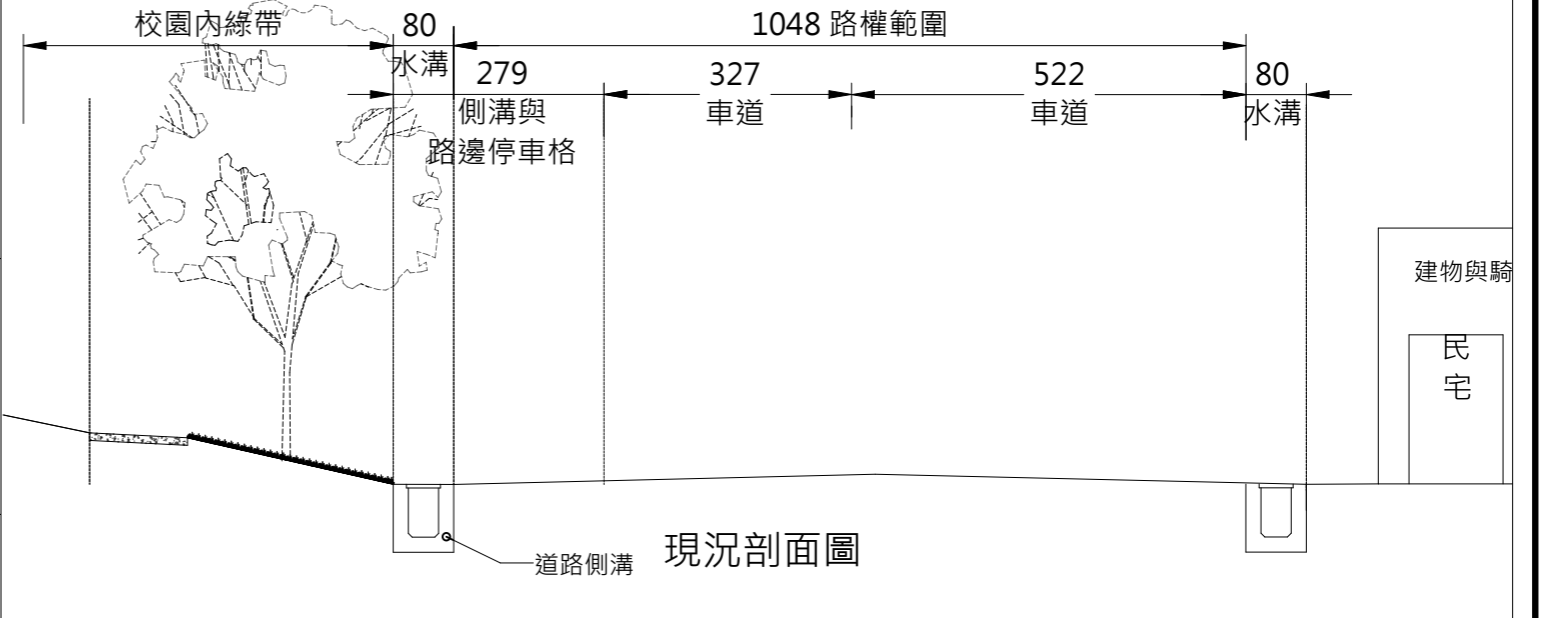 校園內綠帶
80
水溝
1048 路權範圍
279
側溝與
路邊停車格
327
車道
522
車道
80
水溝
建物與騎
民
宅
道路側溝
現況剖面圖